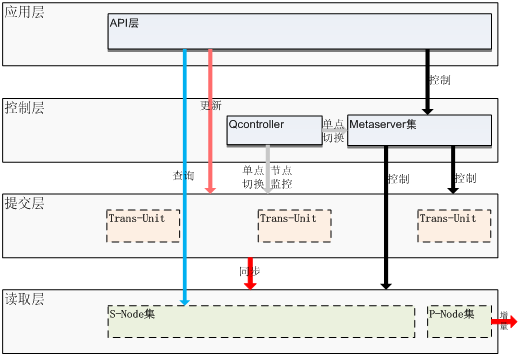 应用层
API层
控制
更新
控制层
Qcontroller
单点
切换
Metaserver集
查询
单点
切换
节点
监控
控制
控制
提交层
Trans-Unit
Trans-Unit
Trans-Unit
同步
读取层
S-Node集
P-Node集
增
量